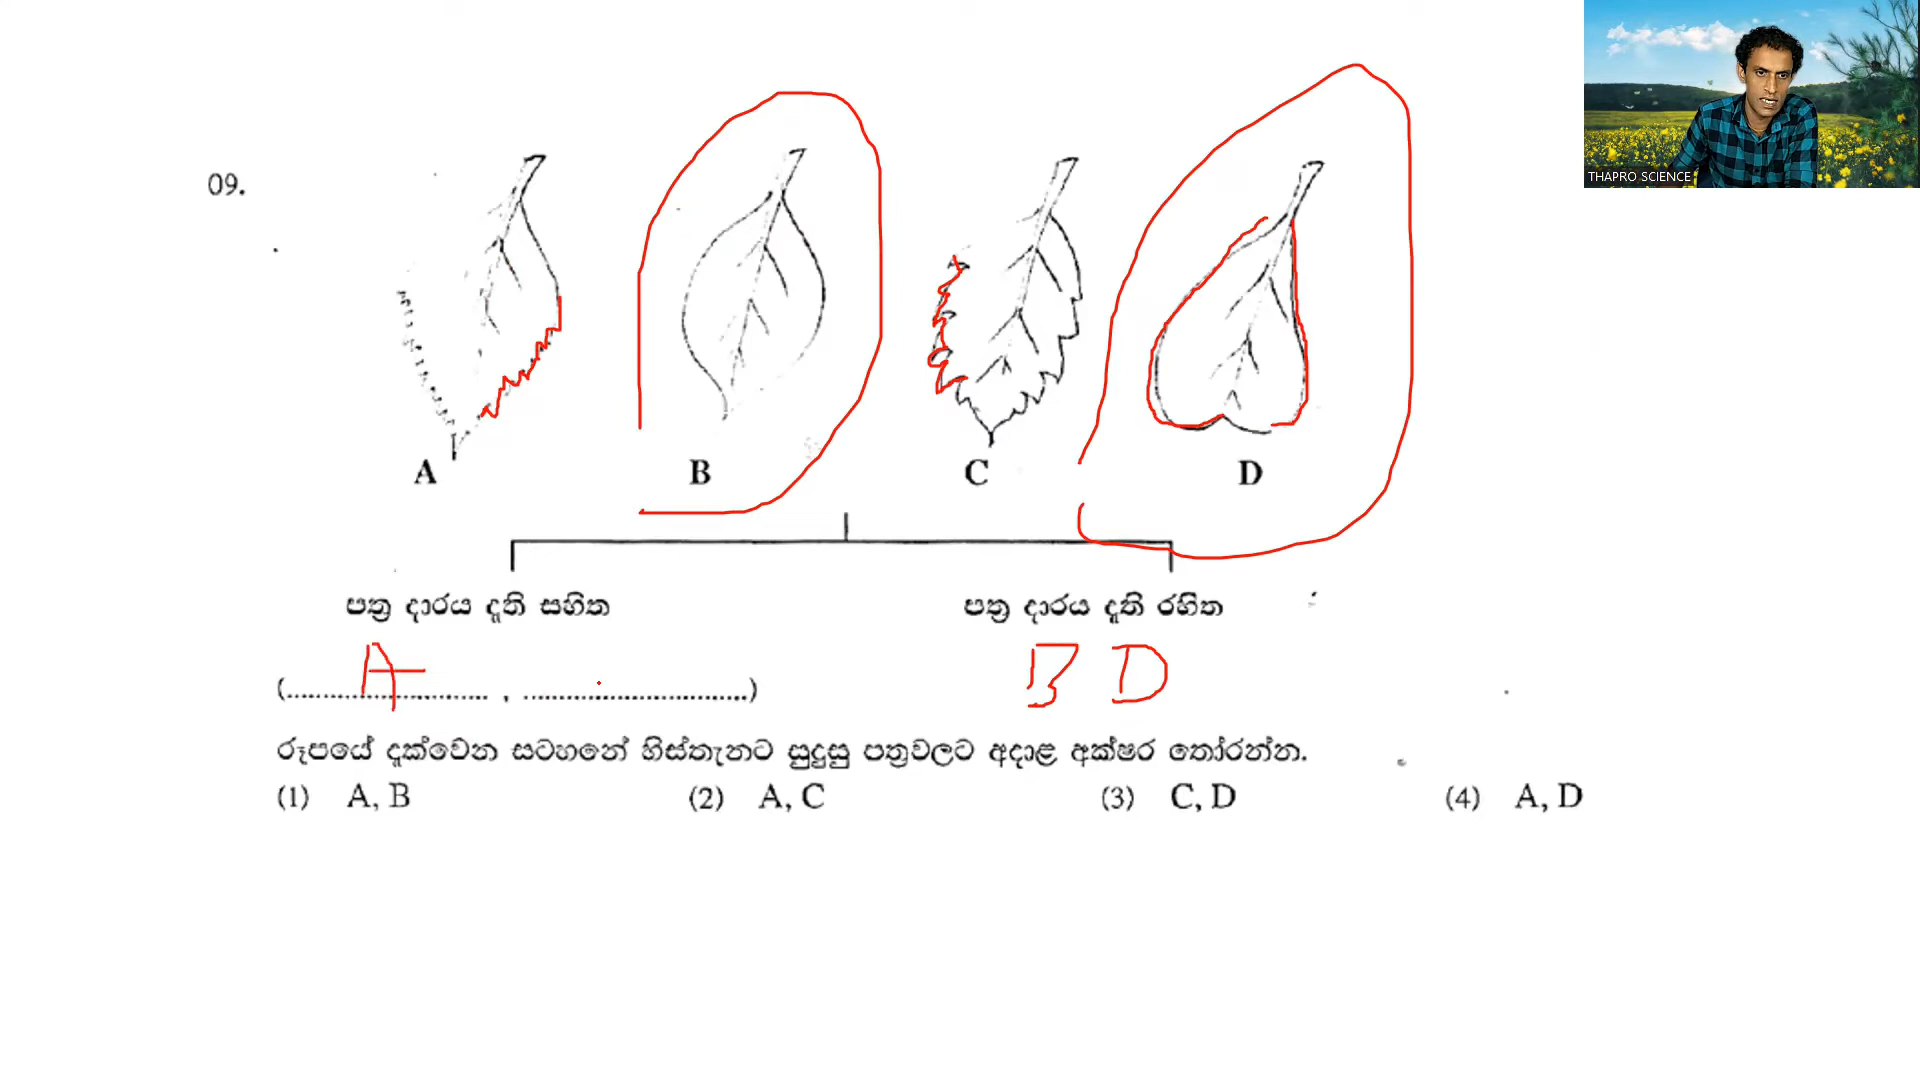 THAPRO SCIENCE
09.
A B C D
පත්‍ර දාරය දැති සහිත පත්‍ර දාරය දැති රහිත
A B D
(................................ , ....................................)
රූපයේ දැක්වෙන සටහනේ හිස්තැනට සුදුසු පත්‍රවලට අදාළ අක්ෂර තෝරන්න.
(1) A, B (2) A, C (3) C, D (4) A, D